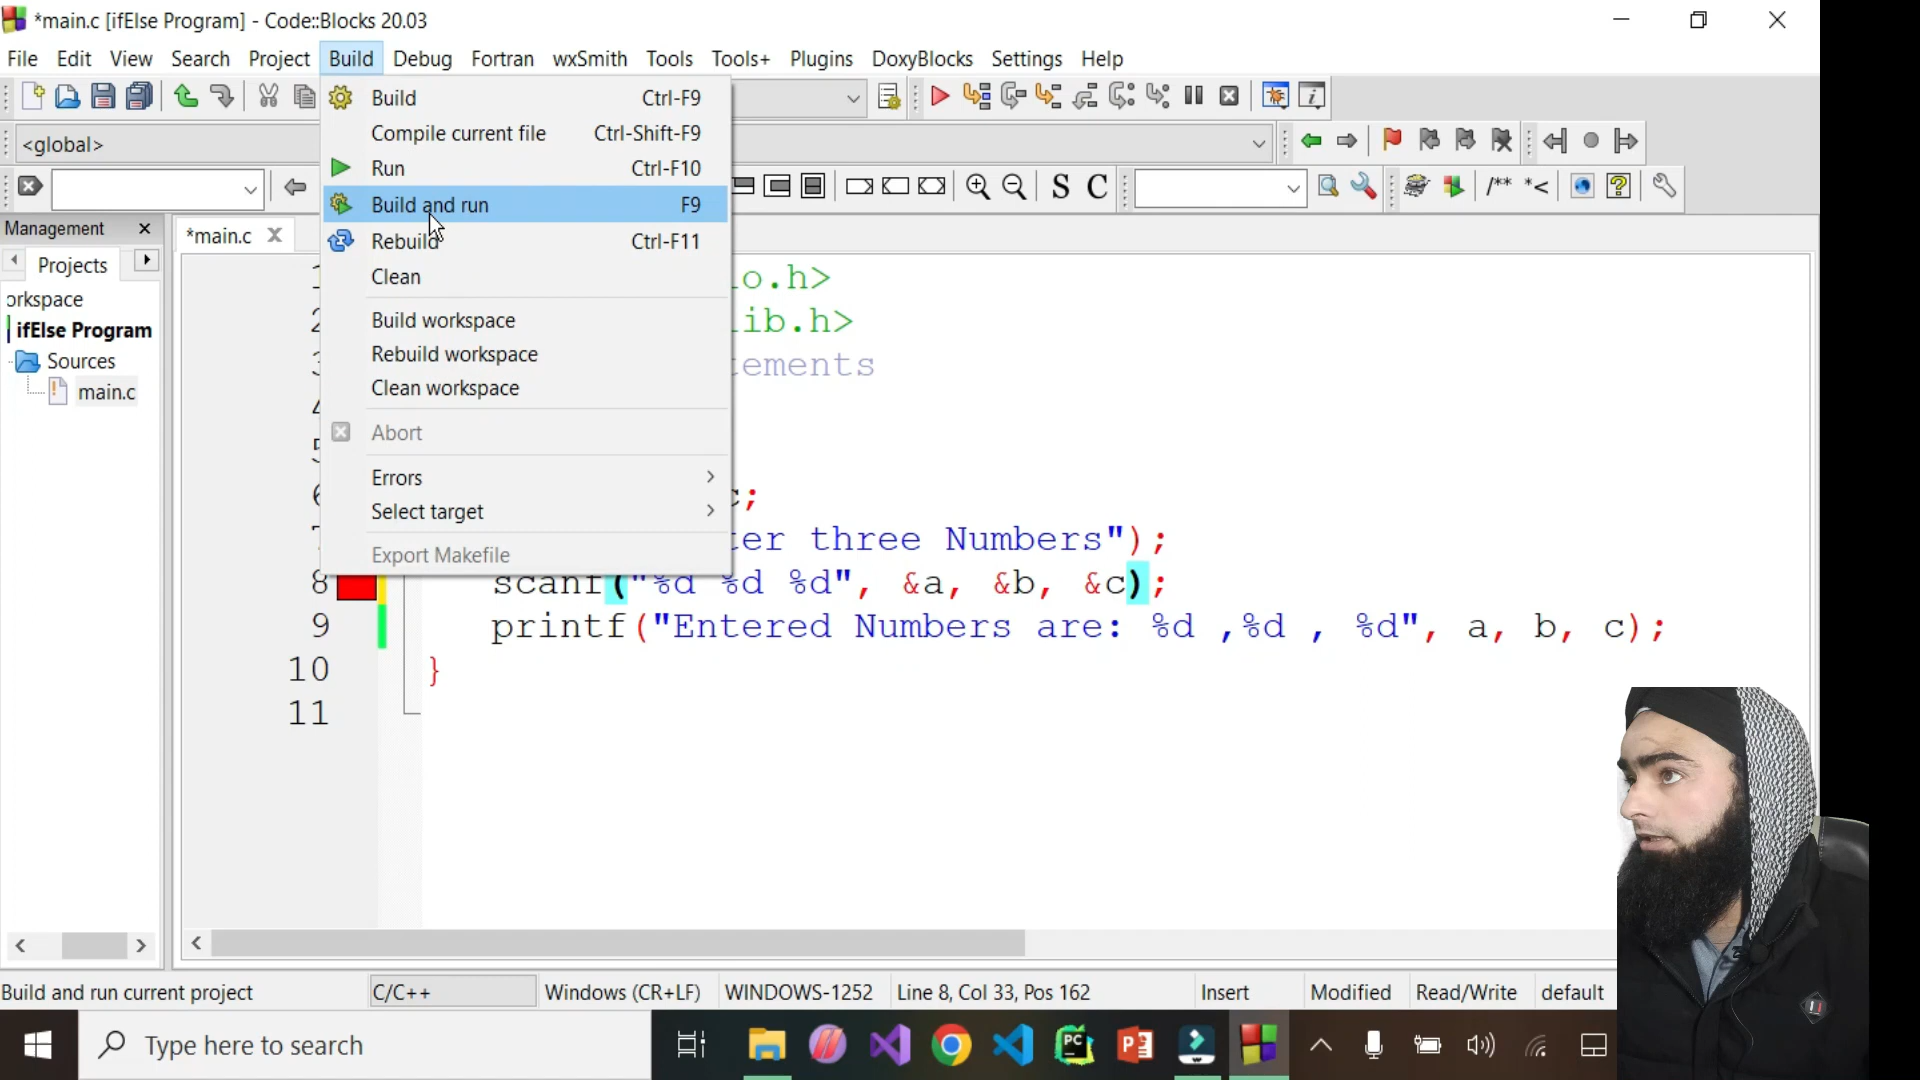 *main.c [ifElse Program] - Code::Blocks 20.03
File Edit View Search Project Build Debug Fortran wxSmith Tools Tools+ Plugins DoxyBlocks Settings Help
Build Ctrl-F9
Compile current file Ctrl-Shift-F9
<global>
Run Ctrl-F10
S C /** *<
Build and run F9
Management
*main.c
Rebuild Ctrl-F11
Projects
Clean
o.h>
orkspace
Build workspace
lib.h>
ifElse Program
Rebuild workspace
tements
Sources
Clean workspace
main.c
Abort
Errors
c;
Select target
ter three Numbers");
Export Makefile
8 scanf("%d %d %d", &a, &b, &c);
9 printf("Entered Numbers are: %d ,%d , %d", a, b, c);
10 }
11
Build and run current project C/C++ Windows (CR+LF) WINDOWS-1252 Line 8, Col 33, Pos 162 Insert Modified Read/Write default
Type here to search